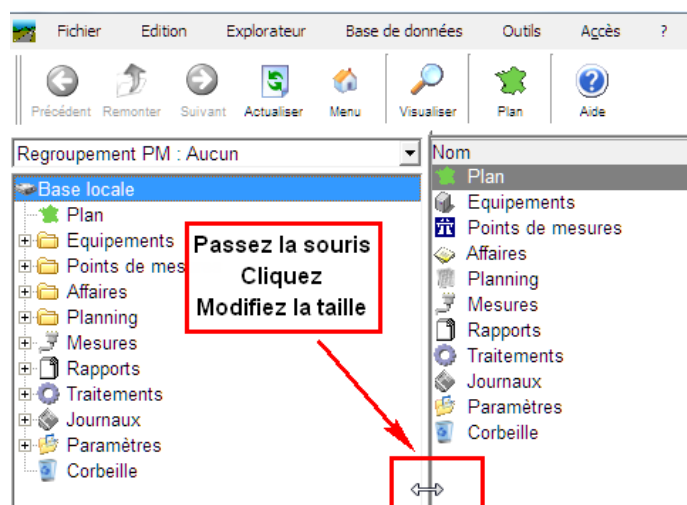 Fichier Edition Explorateur Base de données Outils Accès ?
Précédent Remonter Suivant Actualiser Menu Visualiser Plan Aide
Regroupement PM : Aucun
Base locale
Plan
Equipements
Points de mes
Affaires
Planning
Mesures
Rapports
Traitements
Journaux
Paramètres
Corbeille
Passez la souris
Cliquez
Modifiez la taille
Nom
Plan
Equipements
Points de mesures
Affaires
Planning
Mesures
Rapports
Traitements
Journaux
Paramètres
Corbeille